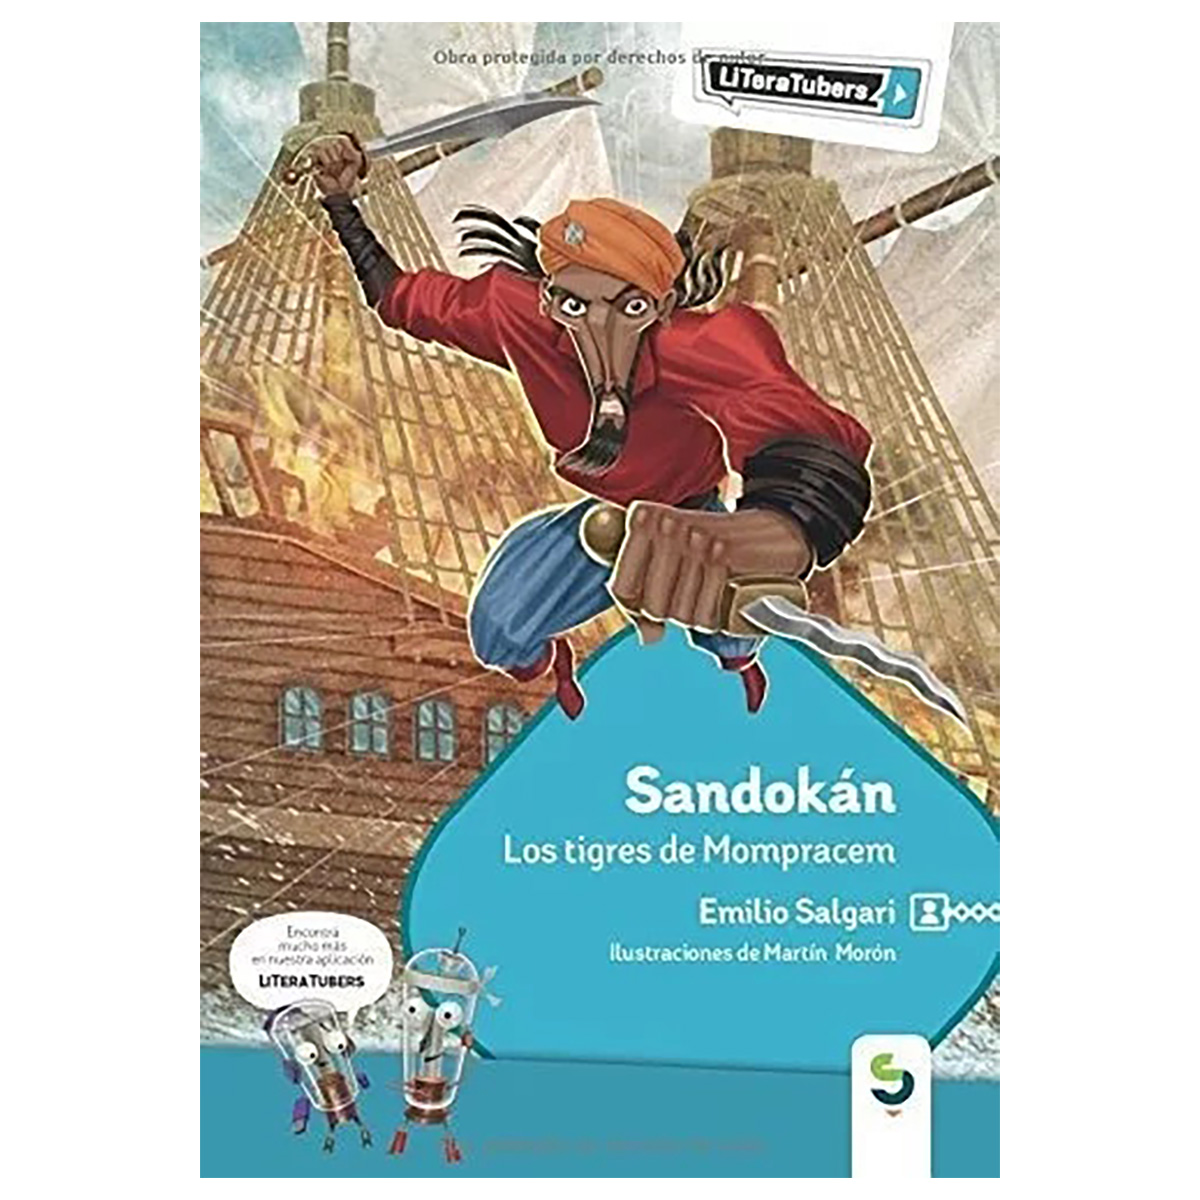 Obra protegida por derechos de autor
LiTeraTubers
Sandokán
Los tigres de Mompracem
Emilio Salgari
Ilustraciones de Martín Morón
Encontrá
mucho más
en nuestra aplicación
LiTERATUBERS